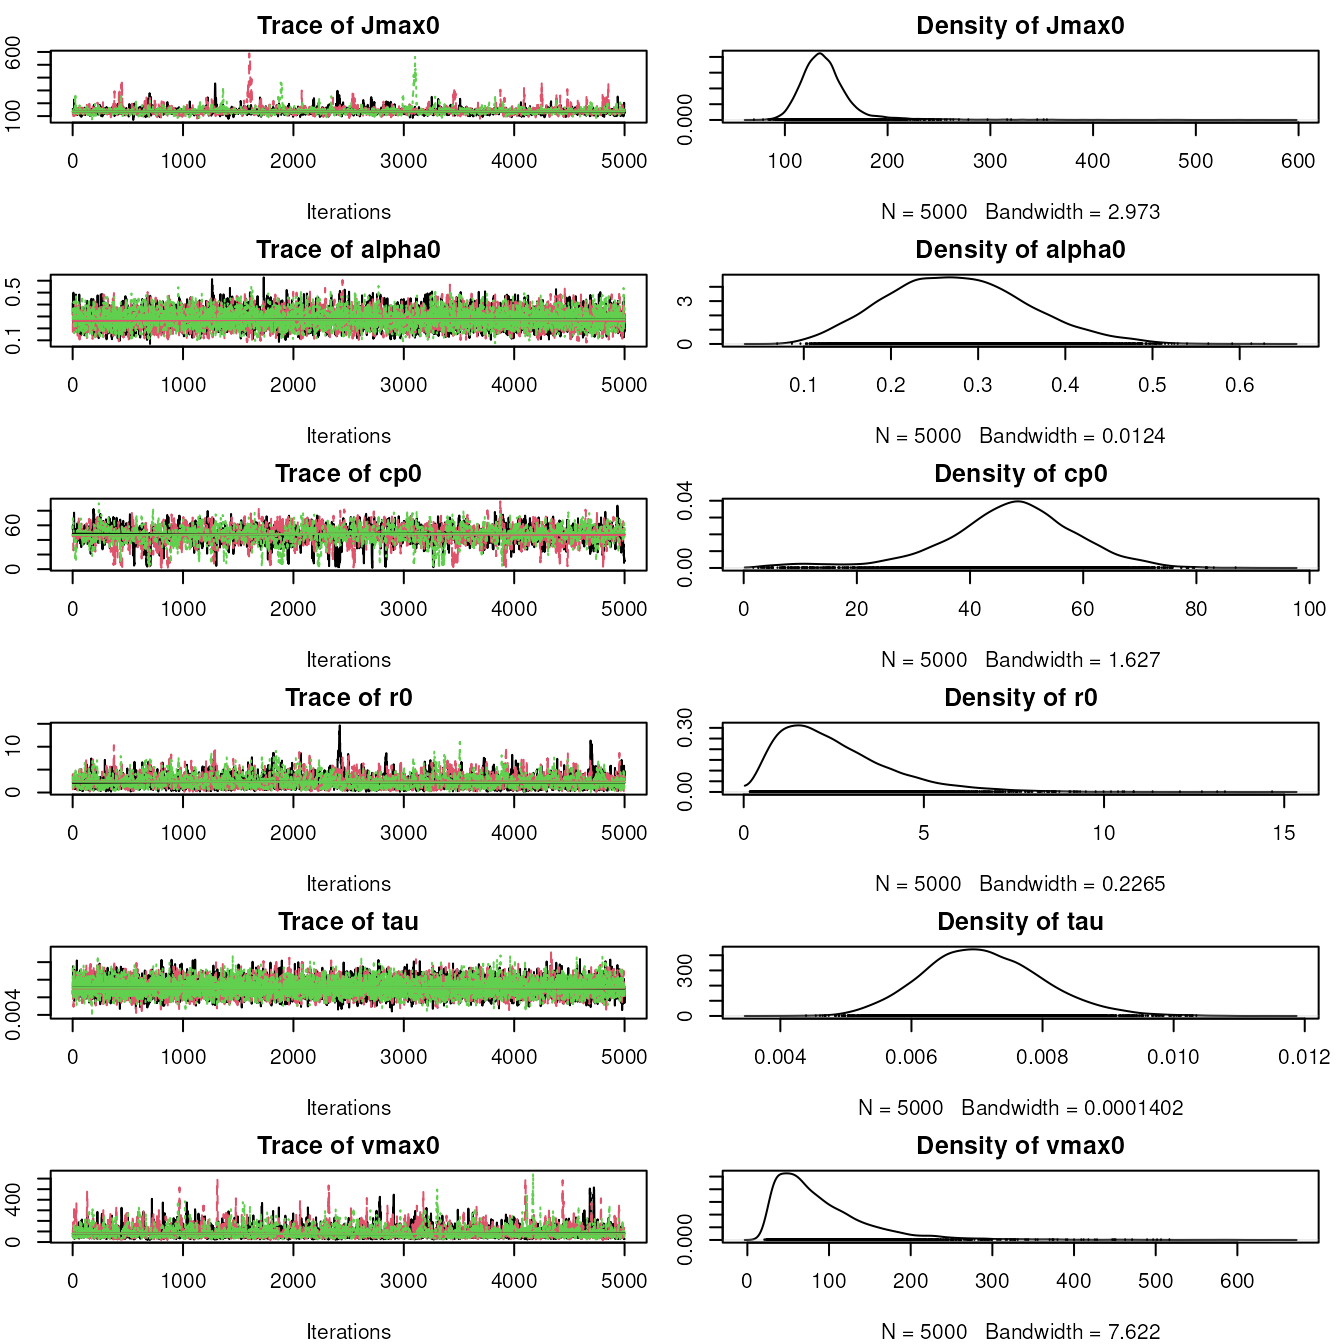 Trace of Jmax0
600
100
0 1000 2000 3000 4000 5000
Iterations
Density of Jmax0
0.000
100 200 300 400 500 600
N = 5000 Bandwidth = 2.973
Trace of alpha0
0.5
0.1
0 1000 2000 3000 4000 5000
Iterations
Density of alpha0
3
0
0.1 0.2 0.3 0.4 0.5 0.6
N = 5000 Bandwidth = 0.0124
Trace of cp0
60
0
0 1000 2000 3000 4000 5000
Iterations
Density of cp0
0.04
0.00
0 20 40 60 80 100
N = 5000 Bandwidth = 1.627
Trace of r0
10
0
0 1000 2000 3000 4000 5000
Iterations
Density of r0
0.30
0.00
0 5 10 15
N = 5000 Bandwidth = 0.2265
Trace of tau
0.004
0 1000 2000 3000 4000 5000
Iterations
Density of tau
300
0
0.004 0.006 0.008 0.010 0.012
N = 5000 Bandwidth = 0.0001402
Trace of vmax0
400
0
0 1000 2000 3000 4000 5000
Iterations
Density of vmax0
0.000
0 100 200 300 400 500 600
N = 5000 Bandwidth = 7.622